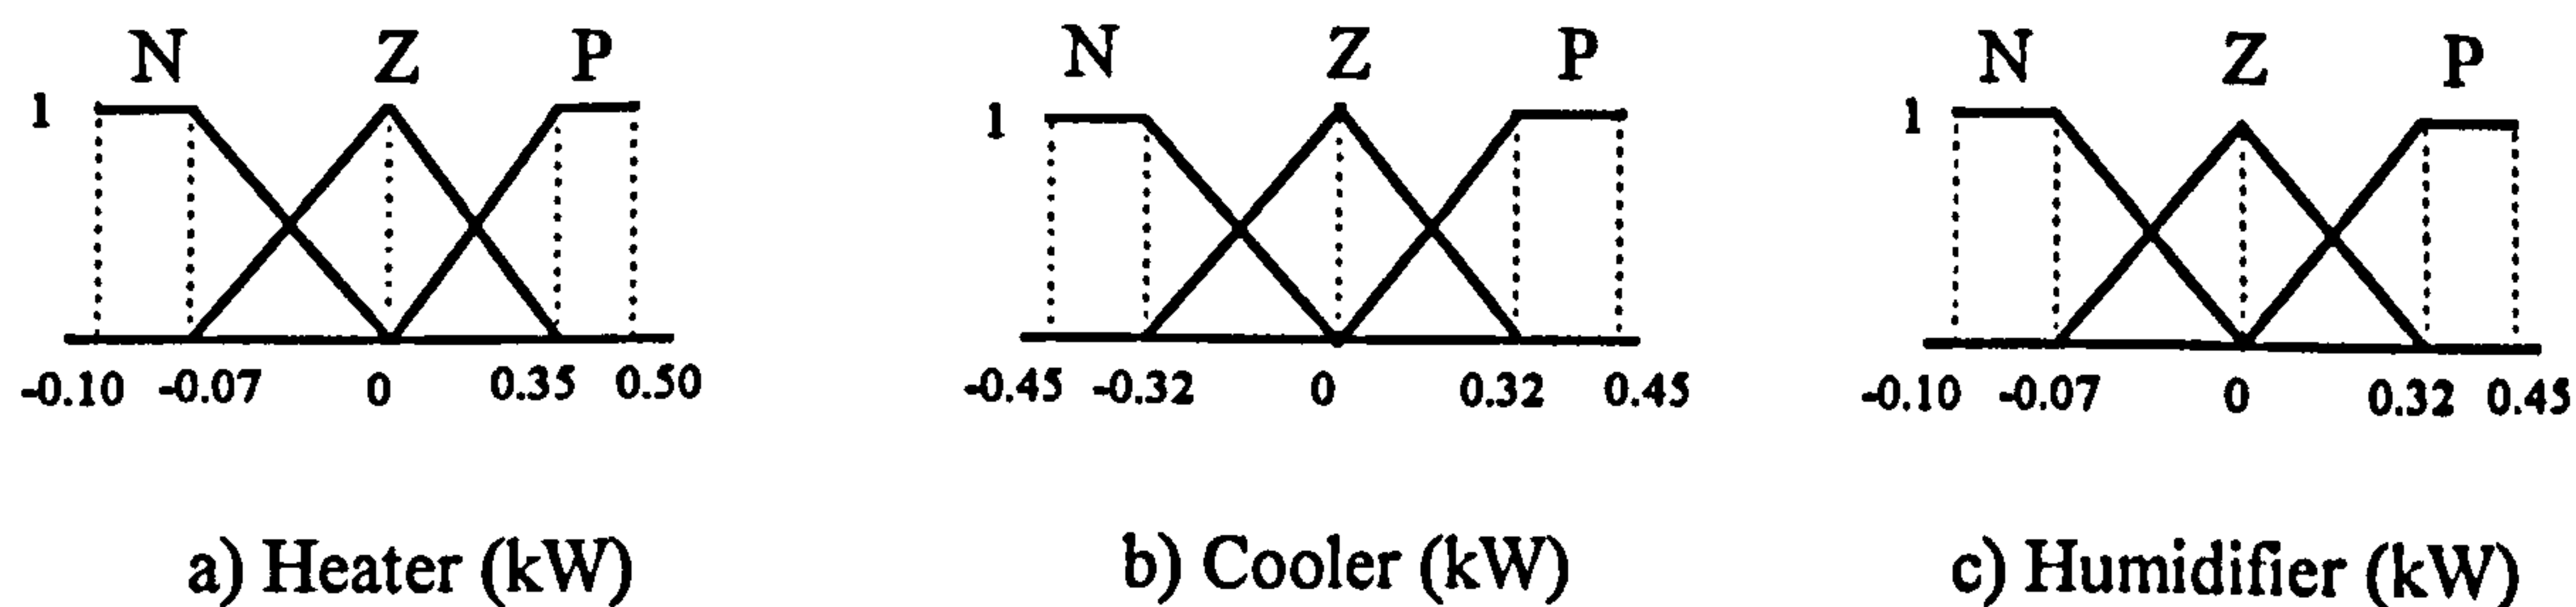 N Z P N Z P N Z P
1 1 1
-0.10 -0.07 0 0.35 0.50 -0.45 -0.32 0 0.32 0.45 -0.10 -0.07 0 0.32 0.45
a) Heater (kW) b) Cooler (kW) c) Humidifier (kW)